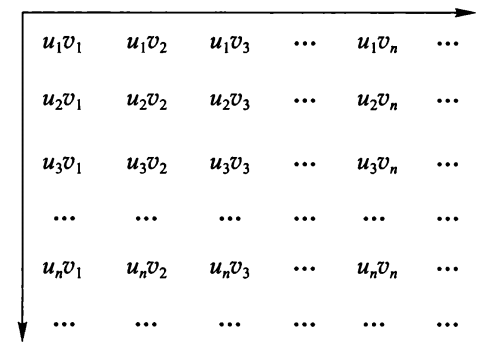 u₁v₁ u₁v₂ u₁v₃ ⋯ u₁vₙ ⋯
u₂v₁ u₂v₂ u₂v₃ ⋯ u₂vₙ ⋯
u₃v₁ u₃v₂ u₃v₃ ⋯ u₃vₙ ⋯
⋯ ⋯ ⋯ ⋯ ⋯ ⋯
uₙv₁ uₙv₂ uₙv₃ ⋯ uₙvₙ ⋯
⋯ ⋯ ⋯ ⋯ ⋯ ⋯